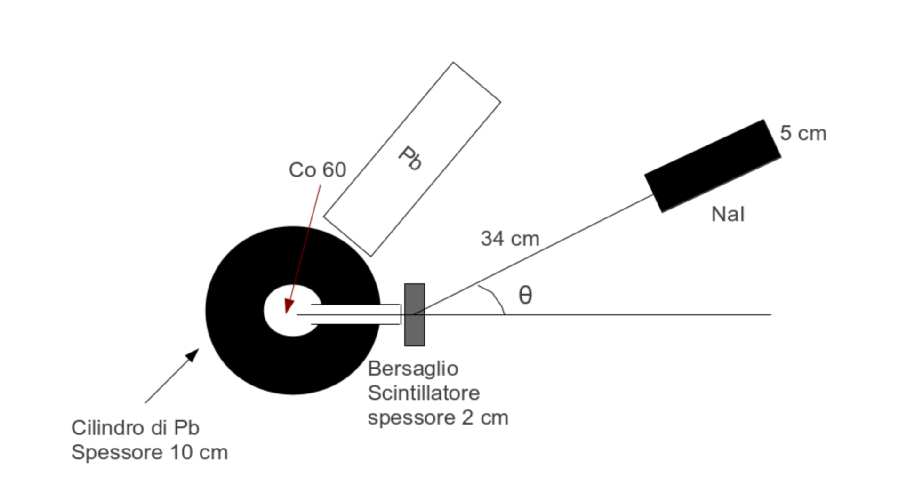 5 cm
Pb
Co 60
NaI
34 cm
θ
Bersaglio
Scintillatore
spessore 2 cm
Cilindro di Pb
Spessore 10 cm